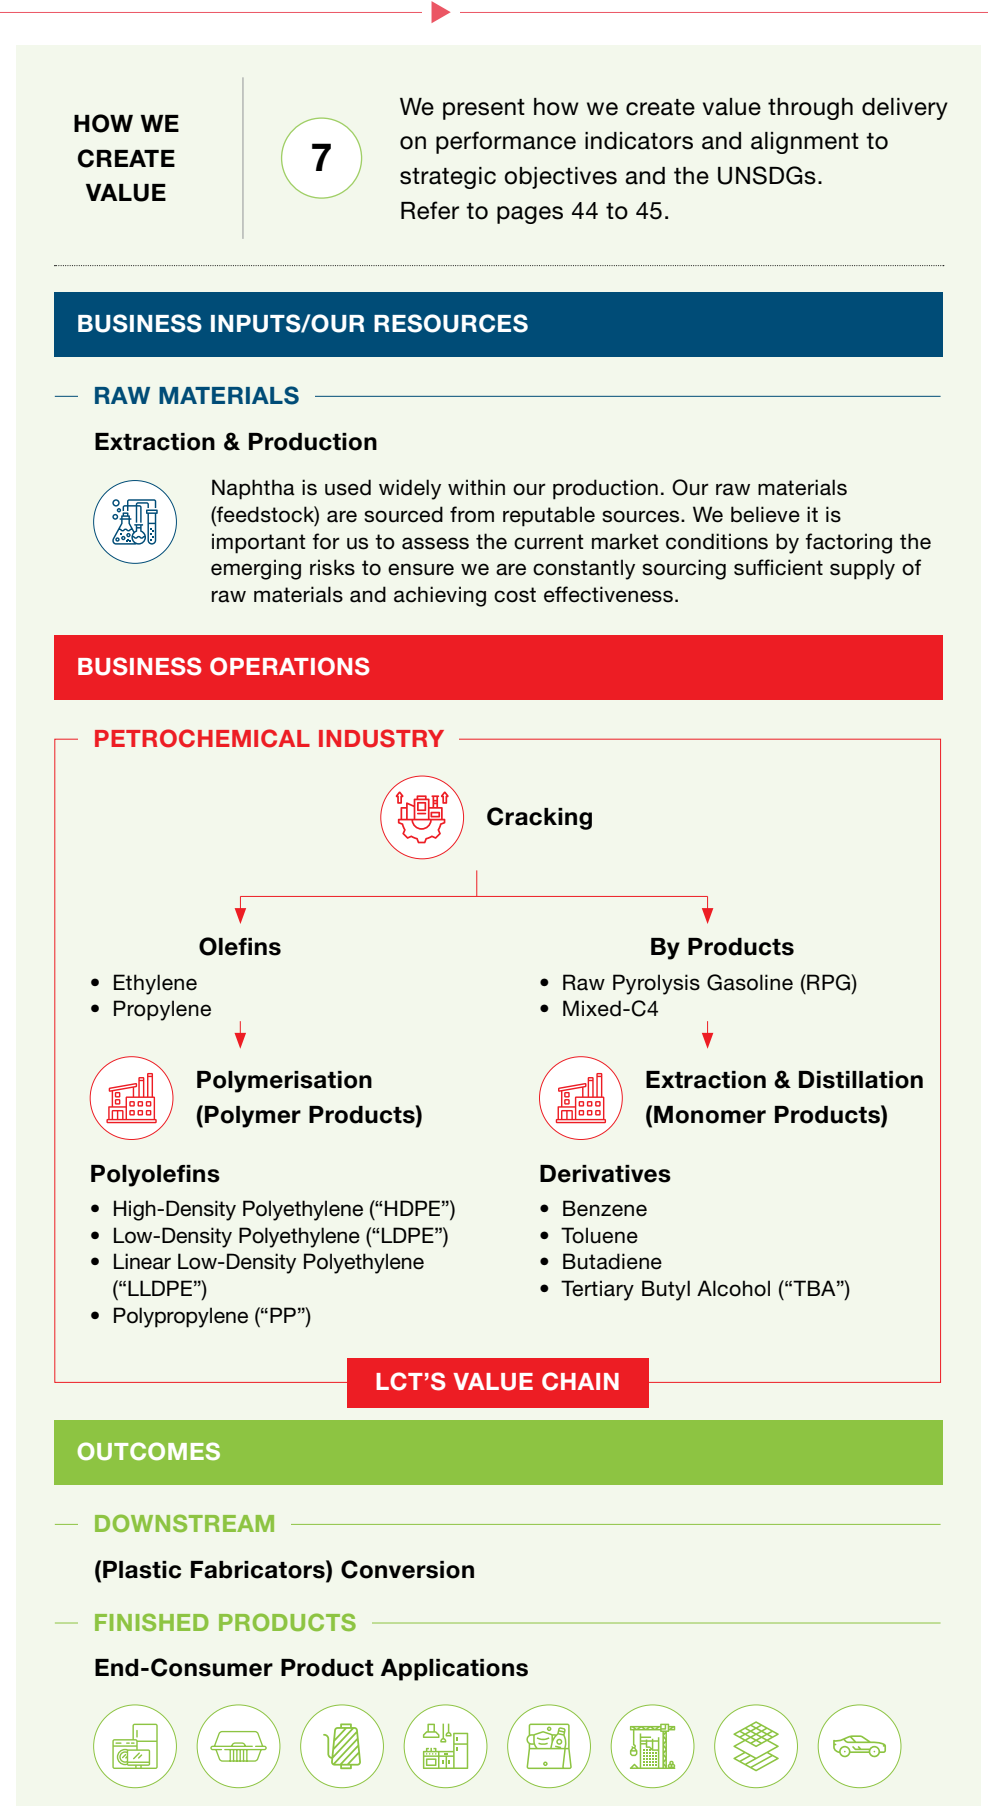 HOW WE
CREATE
VALUE
7
We present how we create value through delivery
on performance indicators and alignment to
strategic objectives and the UNSDGs.
Refer to pages 44 to 45.
BUSINESS INPUTS/OUR RESOURCES
RAW MATERIALS
Extraction & Production
Naphtha is used widely within our production. Our raw materials
(feedstock) are sourced from reputable sources. We believe it is
important for us to assess the current market conditions by factoring the
emerging risks to ensure we are constantly sourcing sufficient supply of
raw materials and achieving cost effectiveness.
BUSINESS OPERATIONS
PETROCHEMICAL INDUSTRY
Cracking
Olefins
• Ethylene
• Propylene
Polymerisation
(Polymer Products)
Polyolefins
• High-Density Polyethylene (“HDPE”)
• Low-Density Polyethylene (“LDPE”)
• Linear Low-Density Polyethylene
(“LLDPE”)
• Polypropylene (“PP”)
By Products
• Raw Pyrolysis Gasoline (RPG)
• Mixed-C4
Extraction & Distillation
(Monomer Products)
Derivatives
• Benzene
• Toluene
• Butadiene
• Tertiary Butyl Alcohol (“TBA”)
LCT’S VALUE CHAIN
OUTCOMES
DOWNSTREAM
(Plastic Fabricators) Conversion
FINISHED PRODUCTS
End-Consumer Product Applications